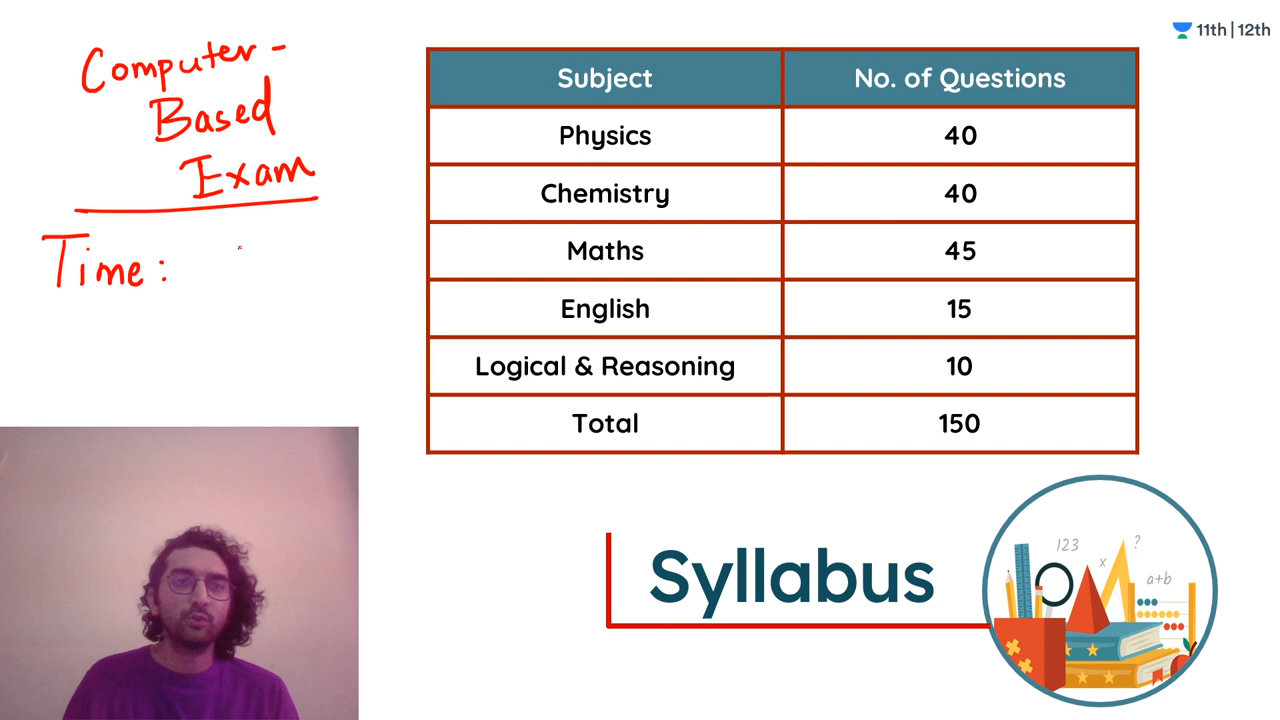 11th | 12th
Computer-
Based
Exam
Time:
Subject No. of Questions
Physics 40
Chemistry 40
Maths 45
English 15
Logical & Reasoning 10
Total 150
Syllabus
123
?
x
a+b